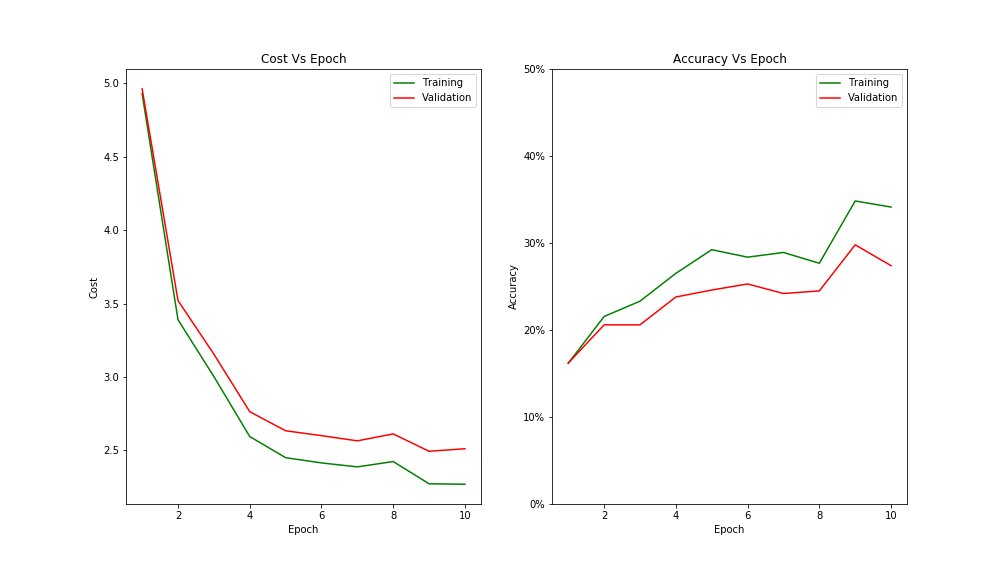 Cost Vs Epoch
5.0
4.5
4.0
3.5
3.0
2.5
Cost
2 4 6 8 10
Epoch
Training
Validation
Accuracy Vs Epoch
50%
40%
30%
20%
10%
0%
Accuracy
2 4 6 8 10
Epoch
Training
Validation